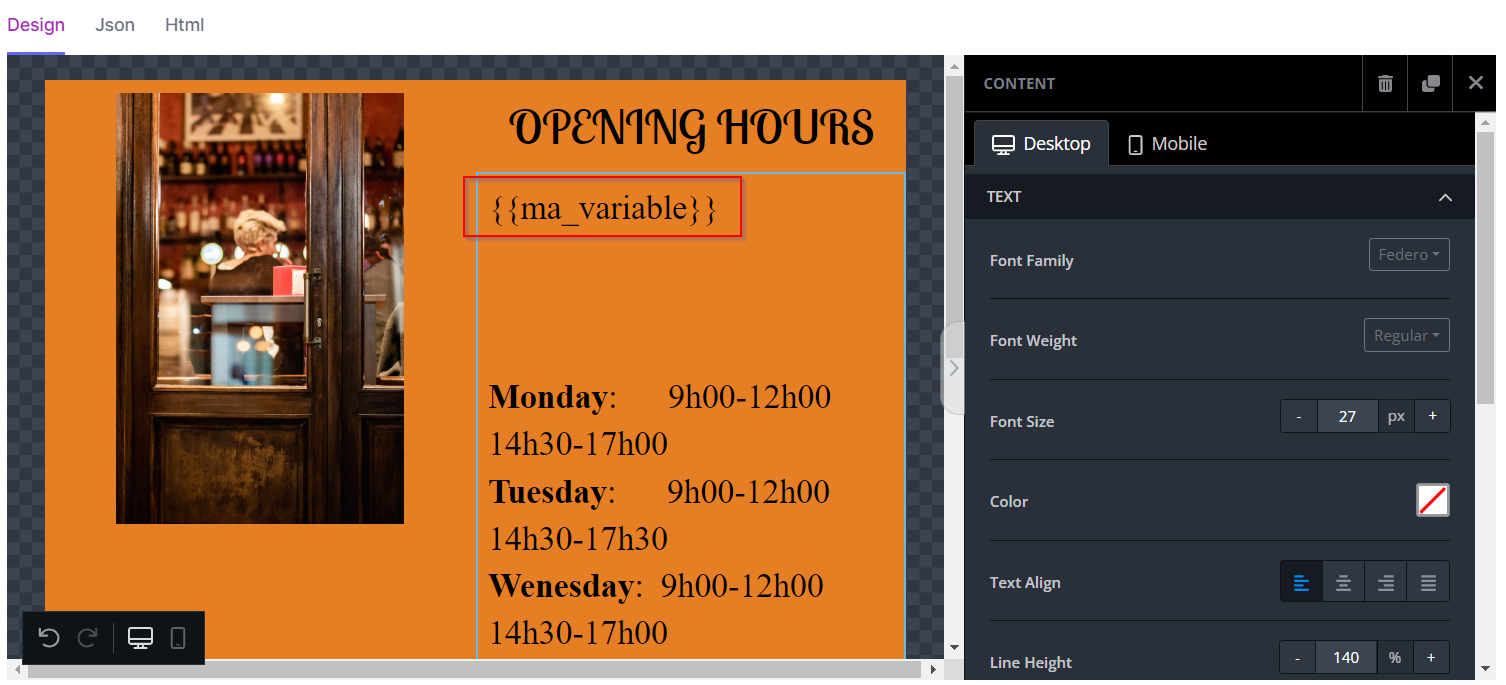 Design Json Html
CONTENT
Desktop Mobile
OPENING HOURS
{{ma_variable}}
Monday: 9h00-12h00
14h30-17h00
Tuesday: 9h00-12h00
14h30-17h30
Wenesday: 9h00-12h00
14h30-17h00
TEXT
Font Family Federo
Font Weight Regular
Font Size - 27 px +
Color
Text Align
Line Height - 140 % +